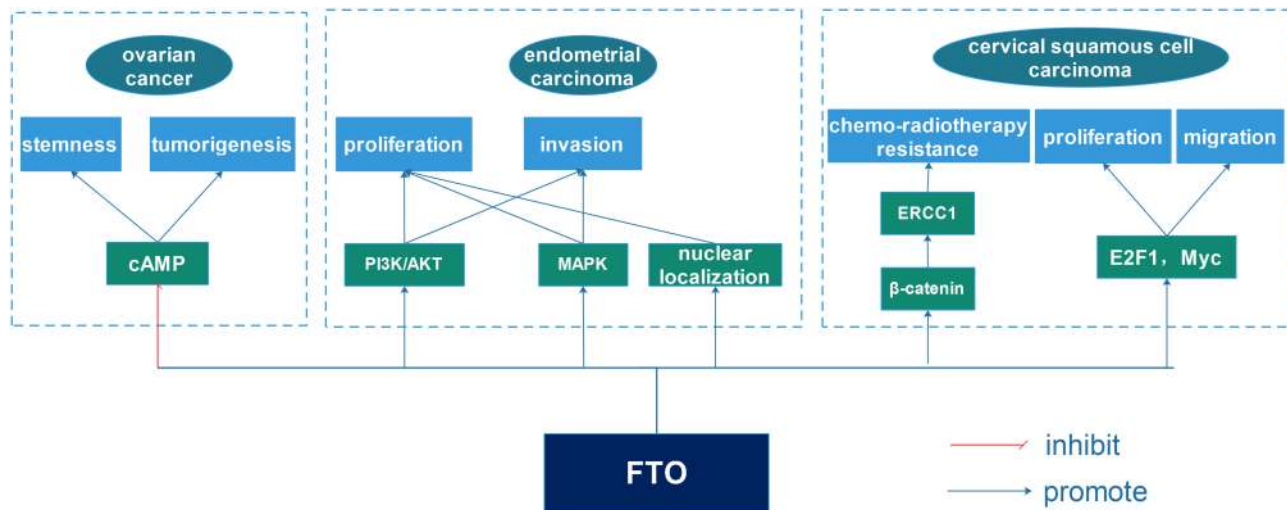 ovarian
cancer
stemness
tumorigenesis
cAMP
endometrial
carcinoma
proliferation
invasion
PI3K/AKT
MAPK
nuclear
localization
cervical squamous cell
carcinoma
chemo-radiotherapy
resistance
proliferation
migration
ERCC1
β-catenin
E2F1，Myc
FTO
inhibit
promote